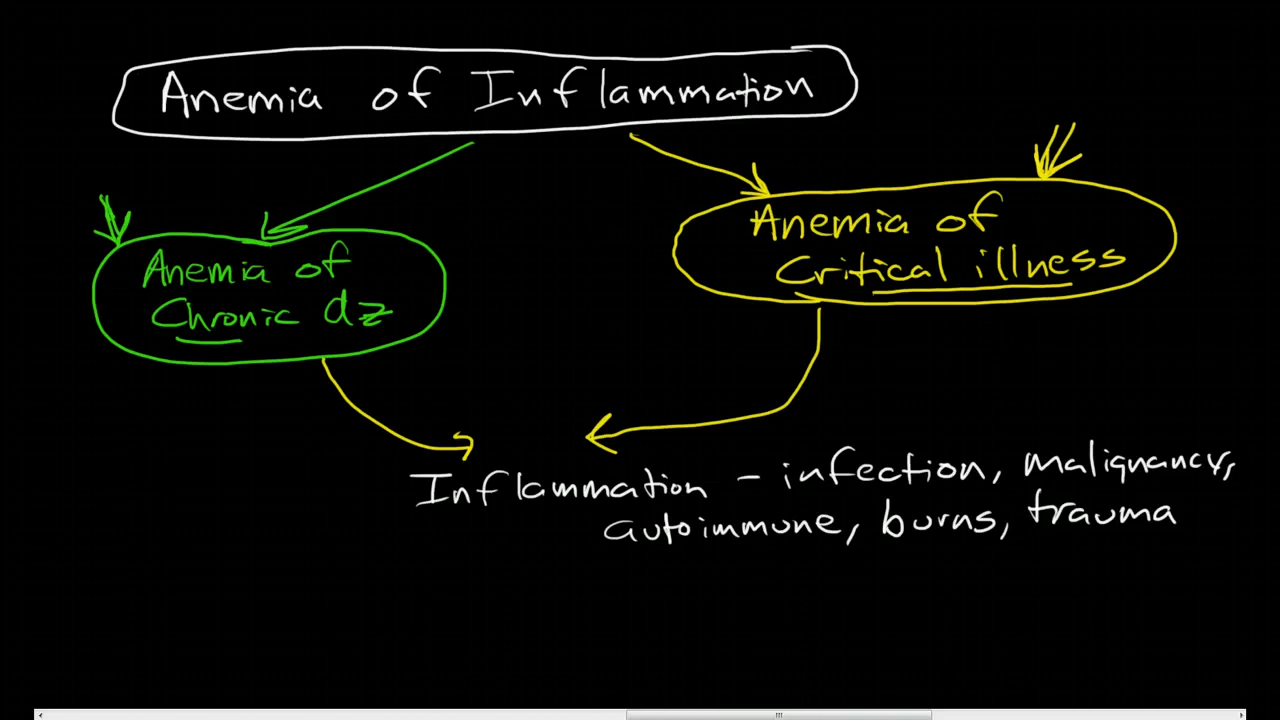 Anemia of Inflammation
Anemia of
Critical illness
Anemia of
Chronic dz
Inflammation - infection, malignancy,
autoimmune, burns, trauma